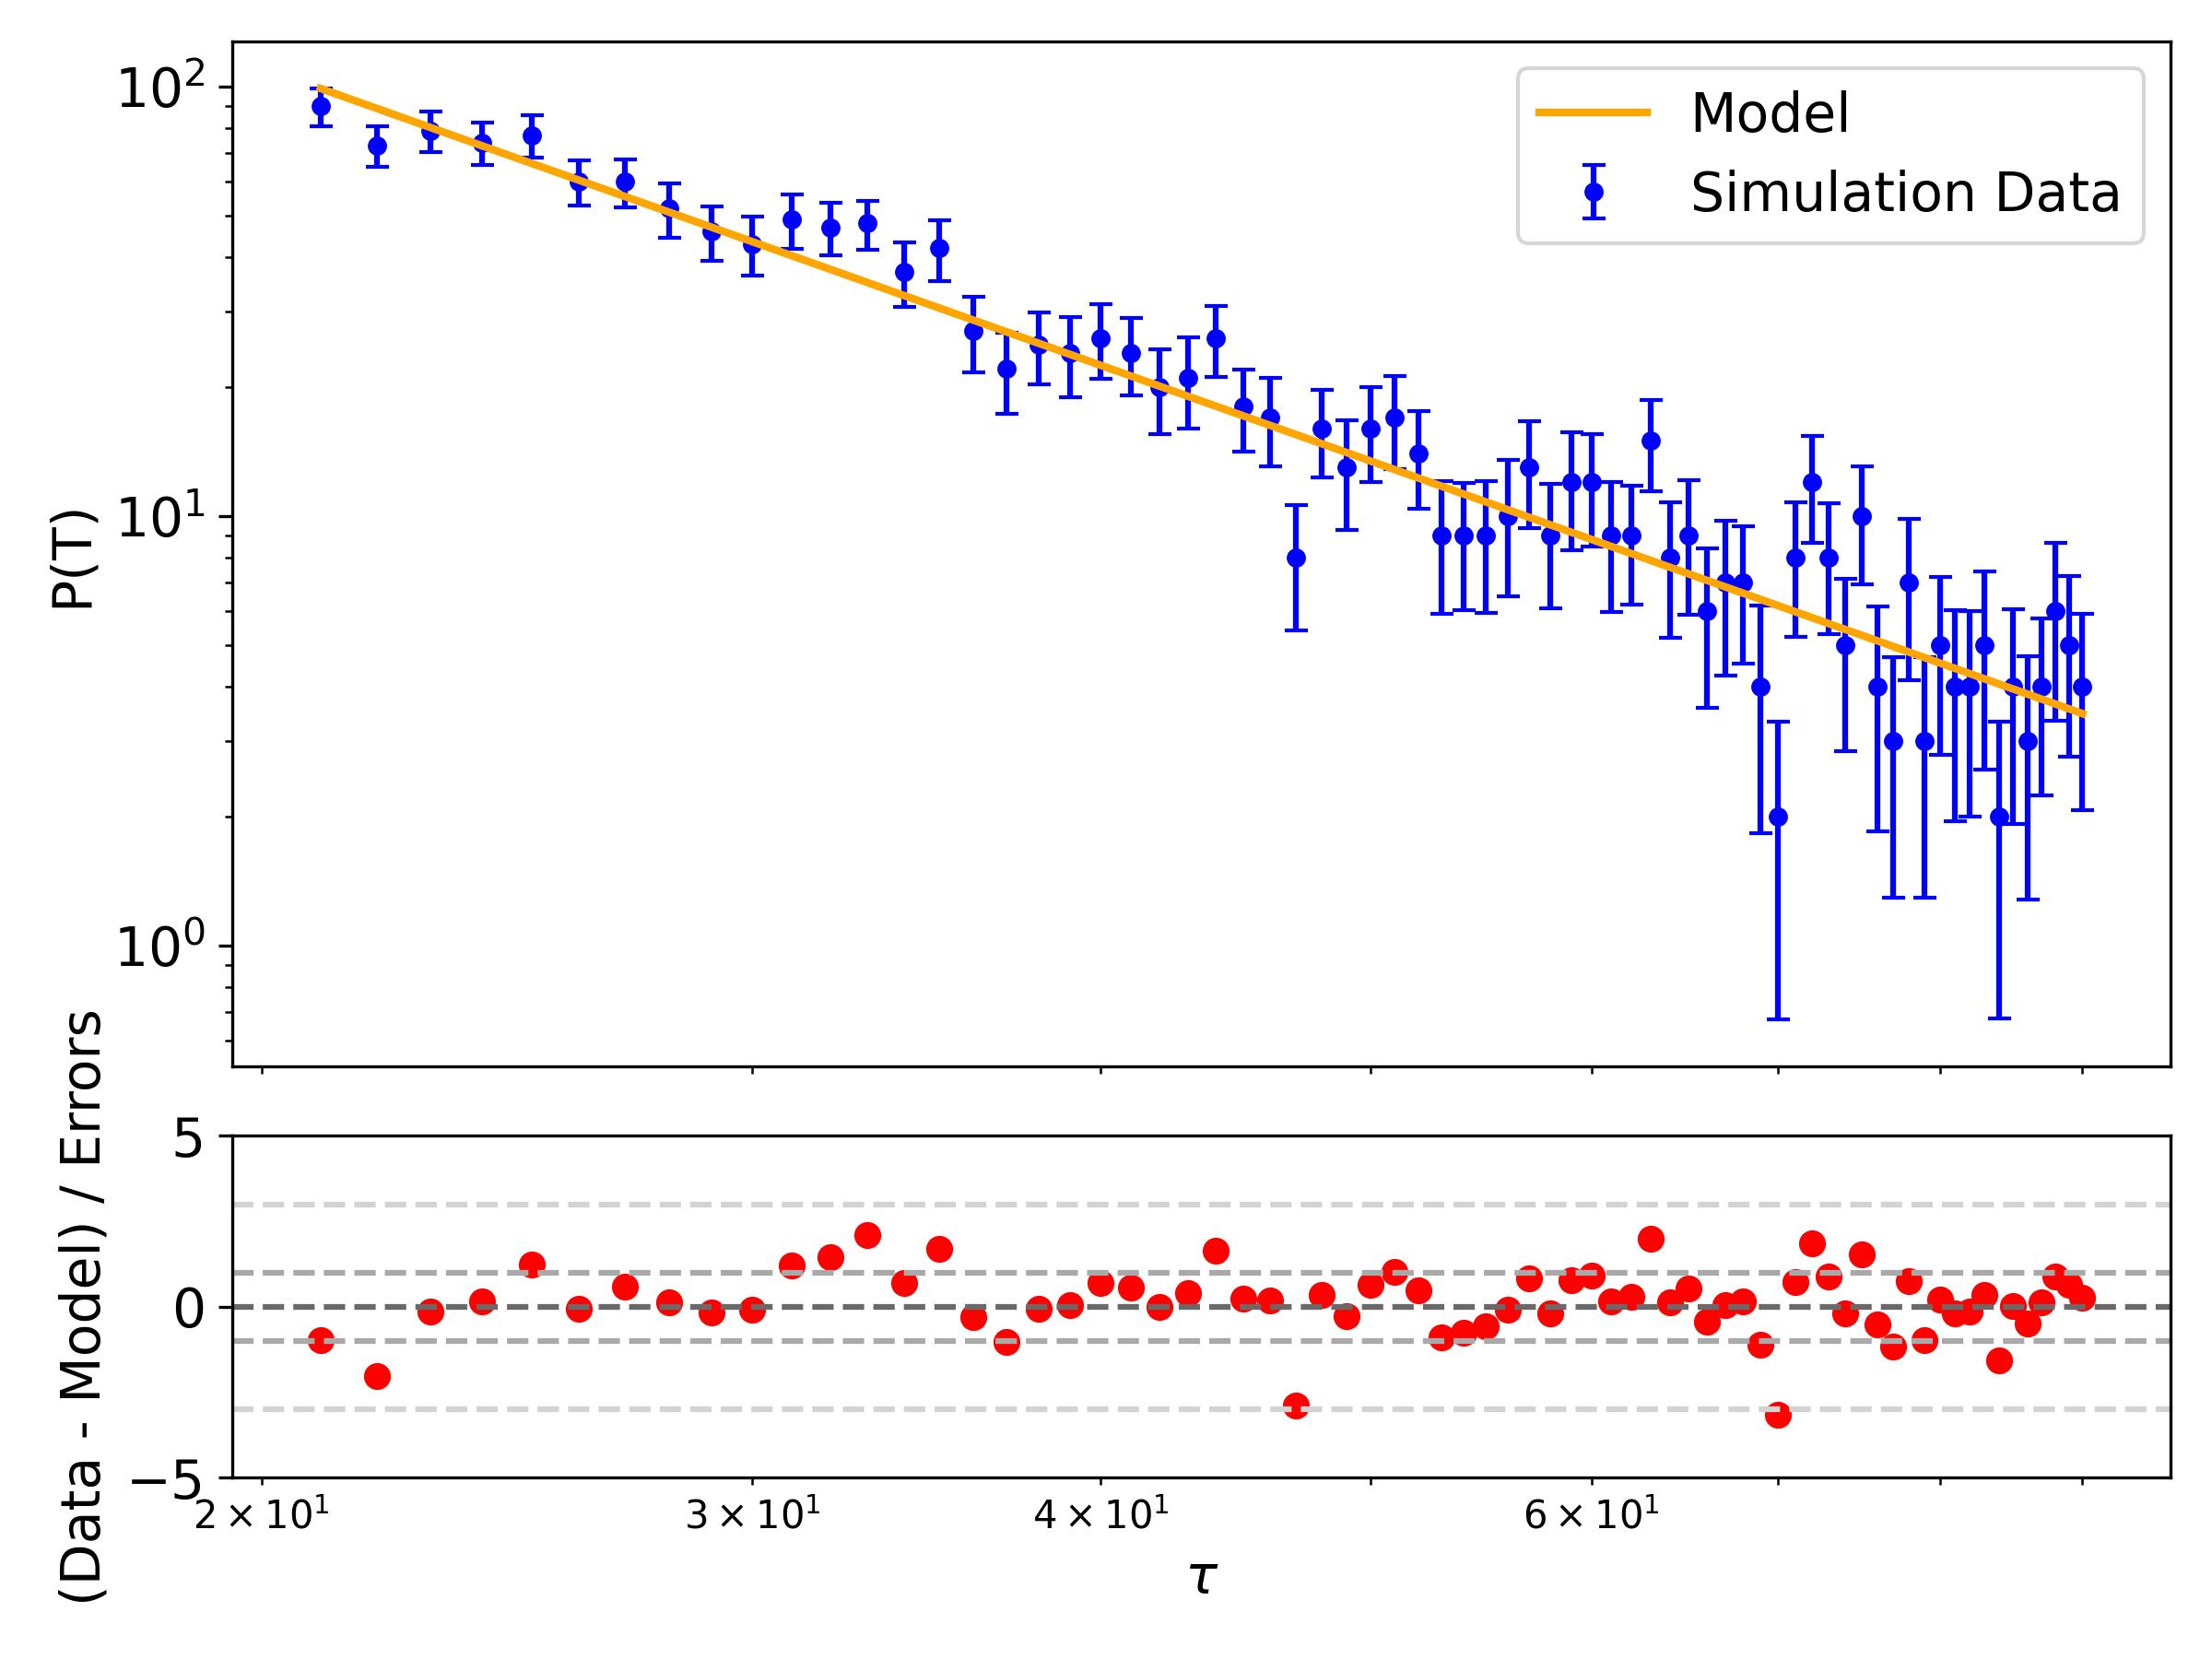 10²
10¹
10⁰
P(T)
Model
Simulation Data
(Data - Model) / Errors
5
0
−5
2 × 10¹
3 × 10¹
4 × 10¹
6 × 10¹
τ